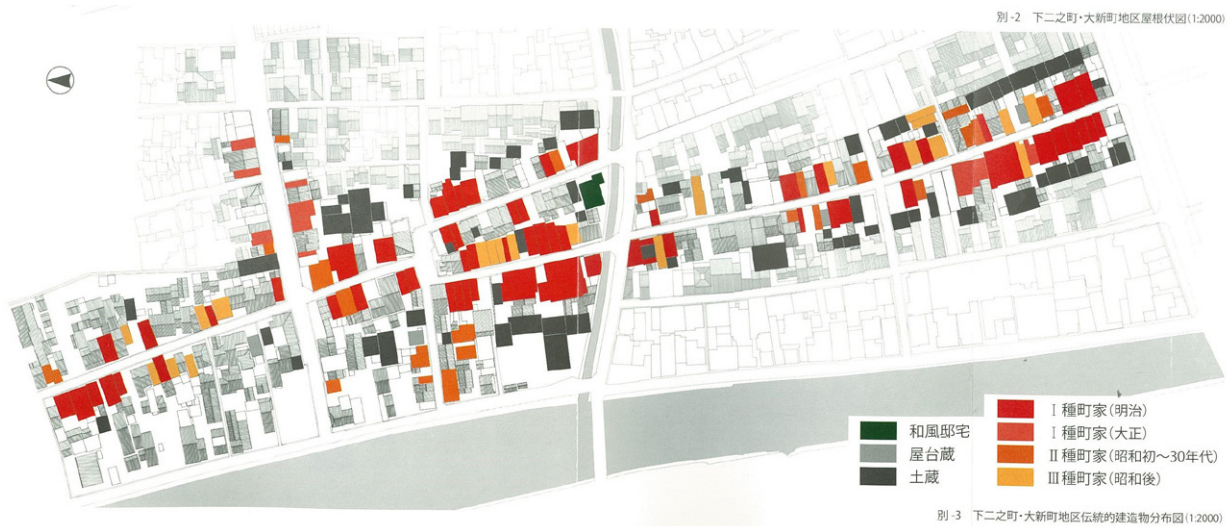 別-2 下二之町・大新町地区屋根伏図(1:2000)
和風邸宅
屋台蔵
土蔵
Ⅰ種町家(明治)
Ⅰ種町家(大正)
Ⅱ種町家(昭和初～30年代)
Ⅲ種町家(昭和後)
別-3 下二之町・大新町地区伝統的建造物分布図(1:2000)